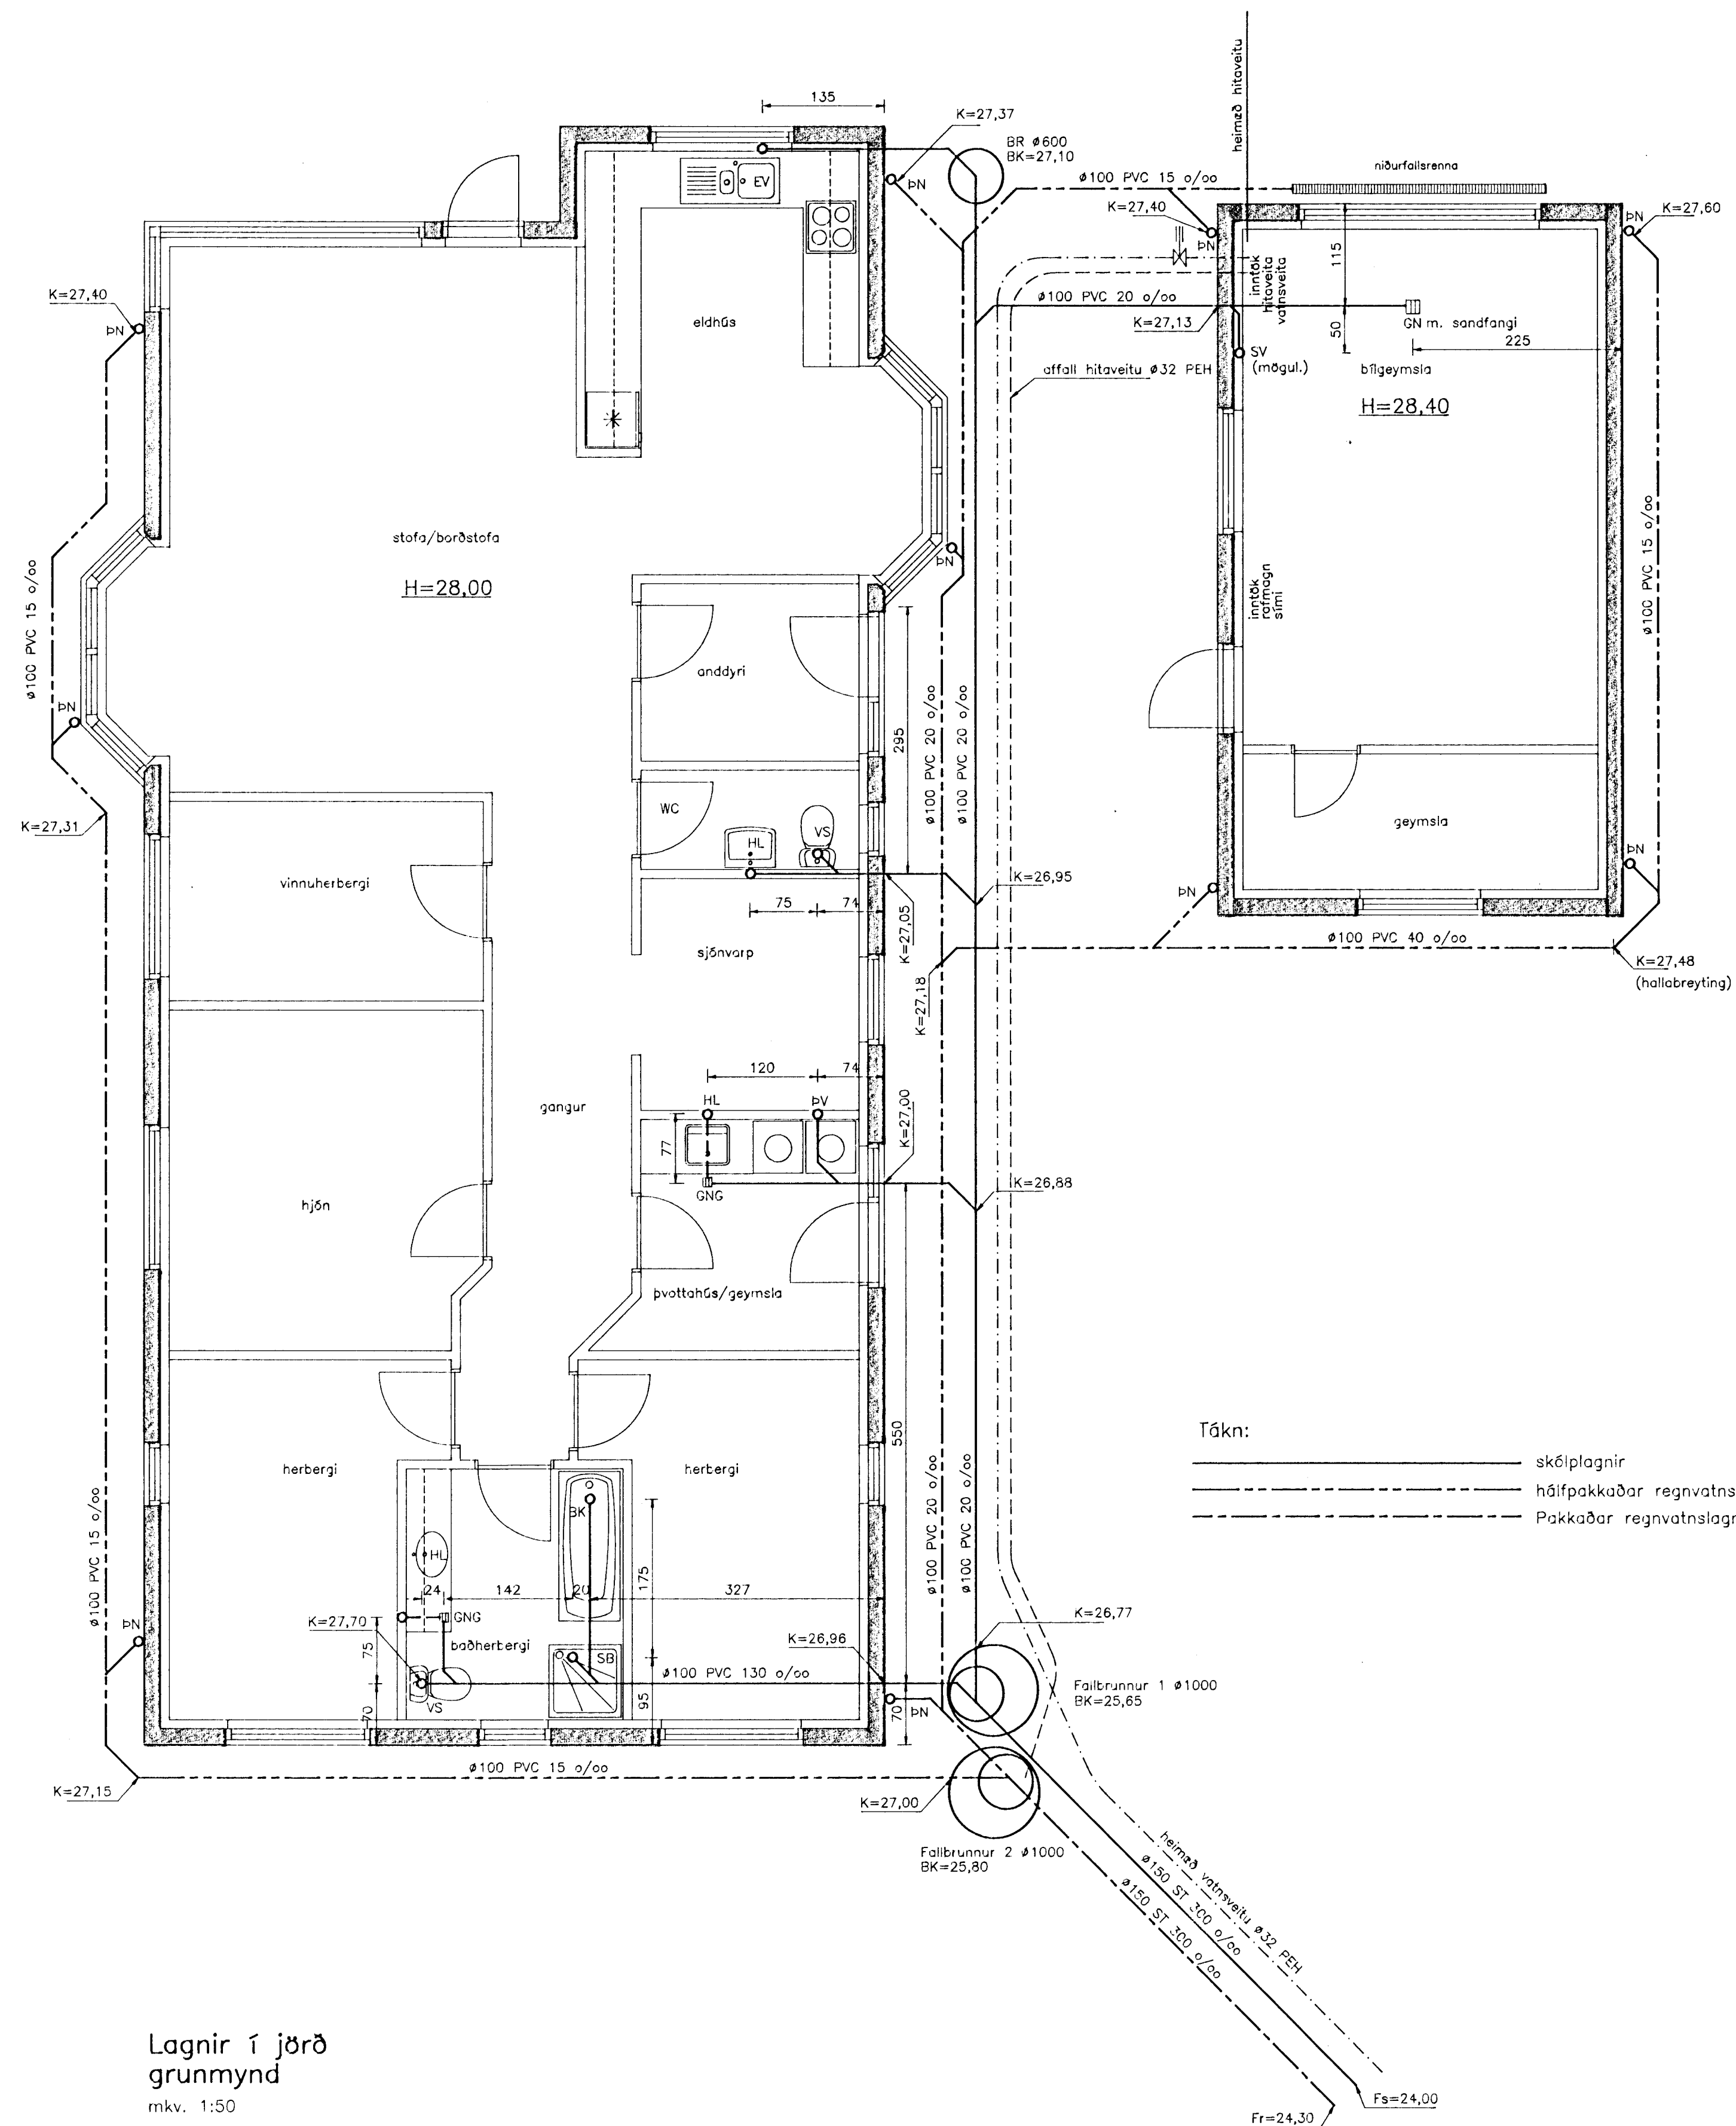 heimæð hitaveitu
135
K=27,37
BR ø600
BK=27,10
ÞN
EV
ø100 PVC 15 o/oo
niðurfallsrenna
K=27,40
ÞN
ÞN
K=27,60
115
inntök
hitaveita
vatnsveita
K=27,40
ÞN
eldhús
ø100 PVC 20 o/oo
K=27,13
50
GN m. sandfangi
225
SV
(mögul.)
bílgeymsla
affall hitaveitu ø32 PEH
H=28,40
stofa/borðstofa
H=28,00
ÞN
ø100 PVC 15 o/oo
ø100 PVC 15 o/oo
inntök
rafmagn
sími
anddyri
ÞN
295
ø100 PVC 20 o/oo
ø100 PVC 20 o/oo
WC
HL
VS
K=27,31
geymsla
ÞN
ÞN
vinnuherbergi
K=26,95
75
74
K=27,05
sjónvarp
ø100 PVC 40 o/oo
K=27,48
(hallabreyting)
K=27,18
120
74
gangur
HL
ÞV
77
K=27,00
GNG
K=26,88
hjón
þvottahús/geymsla
Tákn:
skólplagnir
hálfpakkaðar regnvatns
Pakkaðar regnvatnslagn
550
herbergi
herbergi
ø100 PVC 15 o/oo
ø100 PVC 20 o/oo
ø100 PVC 20 o/oo
BK
HL
175
24
142
20
327
K=27,70
GNG
75
baðherbergi
K=26,96
K=26,77
ÞN
SB
ø100 PVC 130 o/oo
VS
70
95
70
ÞN
Fallbrunnur 1 ø1000
BK=25,65
ø100 PVC 15 o/oo
K=27,15
K=27,00
Fallbrunnur 2 ø1000
BK=25,80
heimæð vatnsveitu ø32 PEH
ø150 ST 300 o/oo
ø150 ST 300 o/oo
Lagnir í jörð
grunmynd
mkv. 1:50
Fs=24,00
Fr=24,30